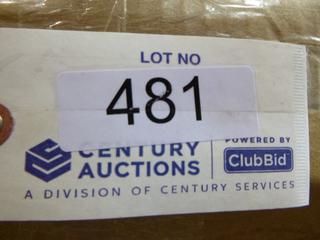 LOT NO
481
CENTURY
AUCTIONS
POWERED BY
ClubBid
A DIVISION OF CENTURY SERVICES